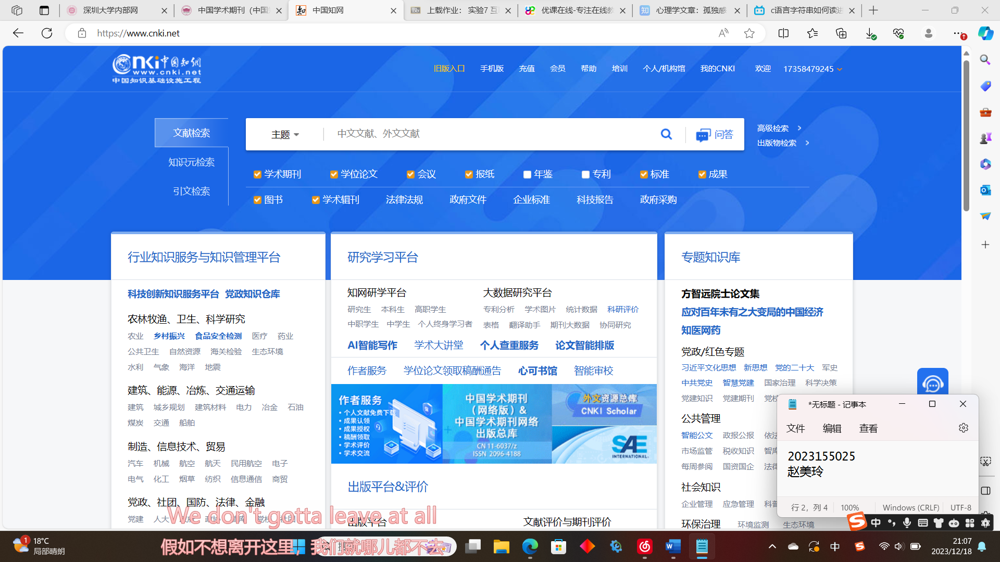 深圳大学内部网
中国学术期刊（中国
中国知网
上载作业： 实验7 互
优课在线-专注在线教
心理学文章：孤独感
c语言字符串如何读进
https://www.cnki.net
cnki中国知网
www.cnki.net
中国知识基础设施工程
旧版入口 手机版 充值 会员 帮助 培训 个人/机构馆 我的CNKI 欢迎 17358479245
文献检索
知识元检索
引文检索
主题 中文文献、外文文献 问答
高级检索 >
出版物检索 >
学术期刊 学位论文 会议 报纸 年鉴 专利 标准 成果
图书 学术辑刊 法律法规 政府文件 企业标准 科技报告 政府采购
行业知识服务与知识管理平台
科技创新知识服务平台 党政知识仓库
农林牧渔、卫生、科学研究
农业 乡村振兴 食品安全检测 医疗 药业
公共卫生 自然资源 海关检验 生态环境
水利 气象 海洋 地震
建筑、能源、冶炼、交通运输
建筑 城乡规划 建筑材料 电力 冶金 石油
煤炭 交通 船舶
制造、信息技术、贸易
汽车 机械 航空 航天 民用航空 电子
电气 化工 烟草 纺织 信息通信 商贸
党政、社团、国防、法律、金融
党建 人大
研究学习平台
知网研学平台
研究生 本科生 高职学生
中职学生 中学生 个人终身学习者
大数据研究平台
专利分析 学术图片 统计数据 科研评价
表格 翻译助手 期刊大数据 协同研究
AI智能写作 学术大讲堂 个人查重服务 论文智能排版
作者服务 学位论文领取稿酬通告 心可书馆 智能审校
作者服务
• 个人文献免费下载
• 成果认领
• 成果授权
• 稿酬领取
• 学术评价
• 学术交流
中国学术期刊
（网络版）&
中国学术期刊网络
出版总库
CN 11-6037/z
ISSN 2096-4188
外文资源总库
CNKI Scholar
SAE
INTERNATIONAL
出版平台&评价
出版平台 文献评价与期刊评价
专题知识库
方智远院士论文集
应对百年未有之大变局的中国经济
知医网药
党政/红色专题
习近平文化思想 新思想 党的二十大 军史
中共党史 智慧党建 国家治理 科学决策
党建知识 党建期刊 党校
公共管理
智能公文 政报公报 依法
市场监管 税收知识 智库
每周参阅 国资国企 法律
社会知识
企业管理 应急管理 科普
环保治理 环境监测 生态环境
*无标题 - 记事本
文件 编辑 查看
2023155025
赵美玲
行 2，列 4 100% Windows (CRLF) UTF-8
中
We don't gotta leave at all
假如不想离开这里，我们就哪儿都不去
1
18°C
局部晴朗
中
21:07
2023/12/18